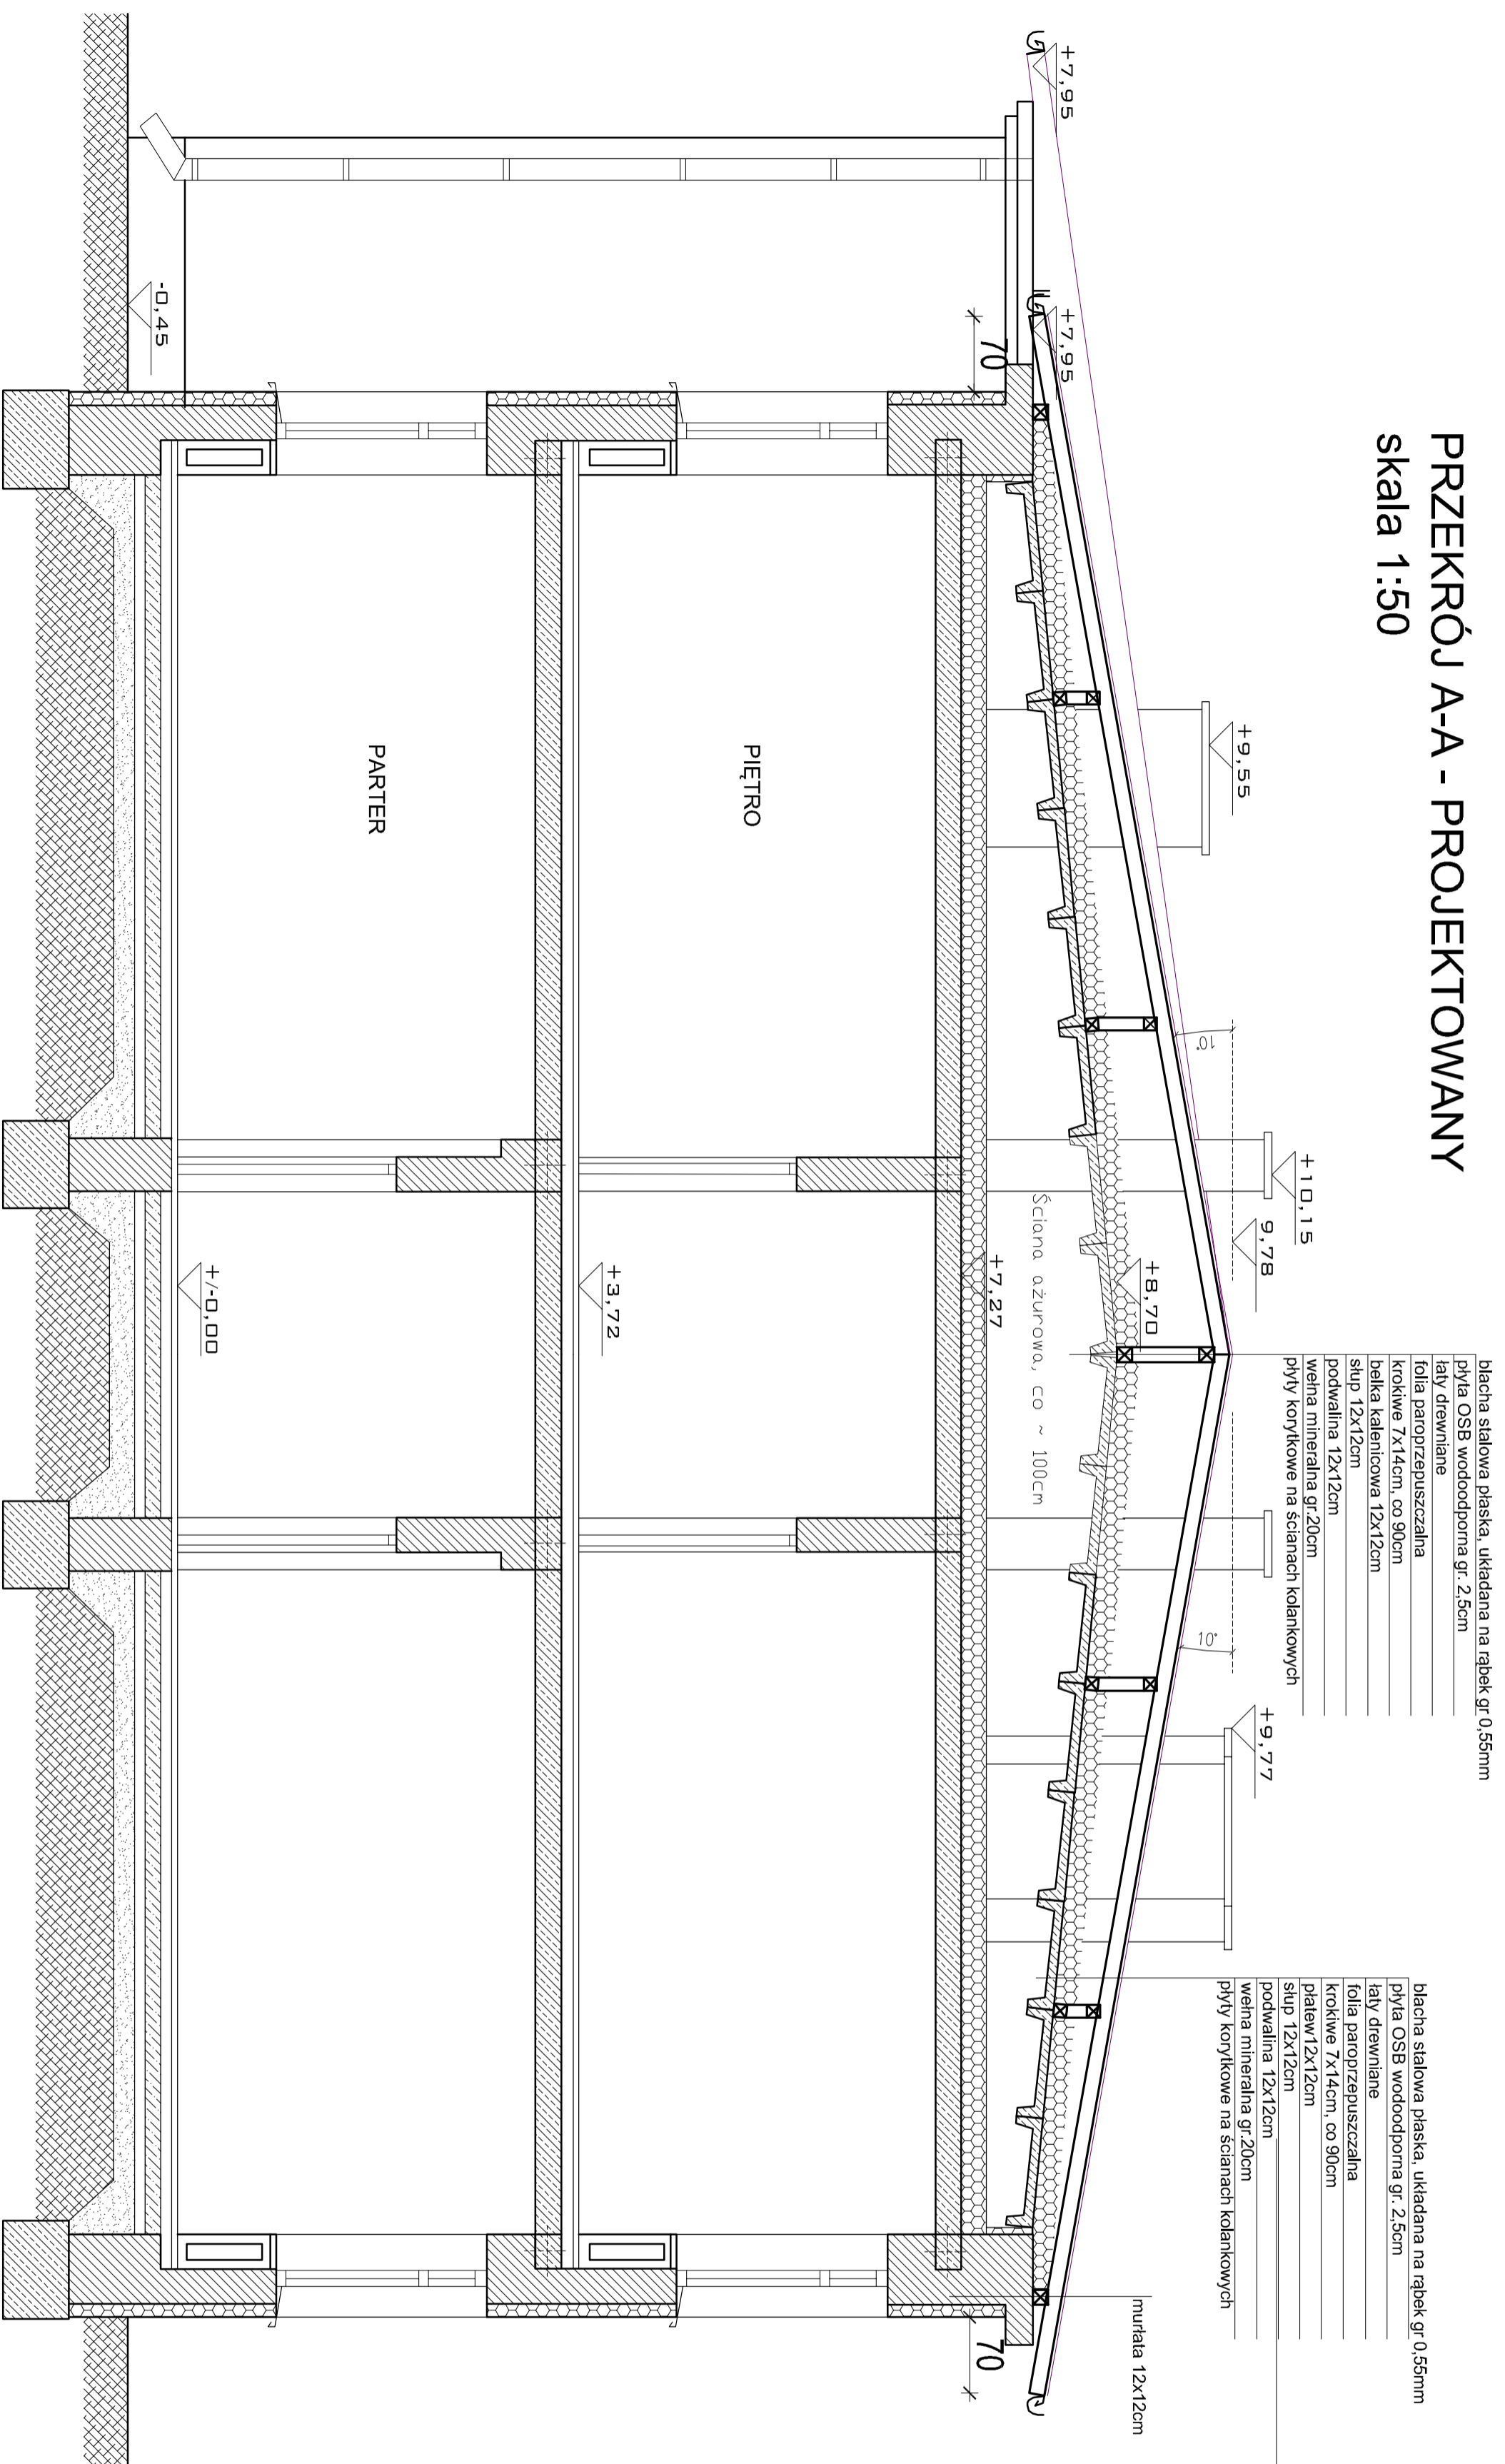 PRZEKRÓJ A-A - PROJEKTOWANY
skala 1:50
blacha stalowa płaska, układana na rąbek gr 0,55mm
płyta OSB wodoodporna gr. 2,5cm
łaty drewniane
folia paroprzepuszczalna
krokiwe 7x14cm, co 90cm
belka kalenicowa 12x12cm
słup 12x12cm
podwalina 12x12cm
wełna mineralna gr.20cm
płyty korytkowe na ścianach kolankowych
blacha stalowa płaska, układana na rąbek gr 0,55mm
płyta OSB wodoodporna gr. 2,5cm
łaty drewniane
folia paroprzepuszczalna
krokiwe 7x14cm, co 90cm
płatew12x12cm
słup 12x12cm
podwalina 12x12cm
wełna mineralna gr.20cm
płyty korytkowe na ścianach kolankowych
murłata 12x12cm
+10,15
9,78
+9,55
+9,77
10°
10°
+8,70
+7,95
+7,95
70
70
Ściana ażurowa, co ~ 100cm
+7,27
PIĘTRO
+3,72
PARTER
+/-0,00
-0,45